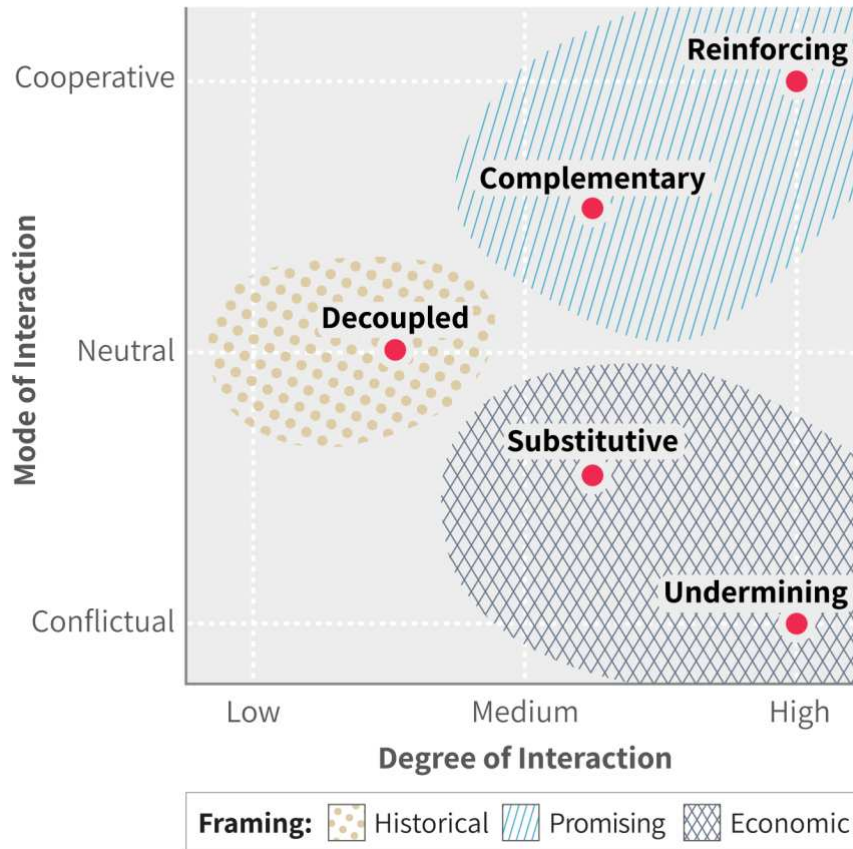 Reinforcing
Cooperative
Complementary
Mode of Interaction
Decoupled
Neutral
Substitutive
Undermining
Conflictual
Low Medium High
Degree of Interaction
Framing: Historical Promising Economic